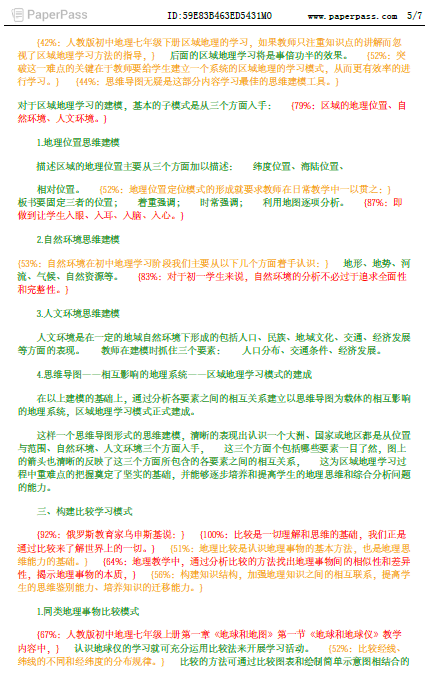 PaperPass ID:59E83B463ED5431MO www.paperpass.com 5/7
{42%: 人教版初中地理七年级下册区域地理的学习，如果教师只注重知识点的讲解而忽
视了区域地理学习方法的指导，} 后面的区域地理学习将是事倍功半的效果。 {52%: 突
破这一难点的关键在于教师要给学生建立一个系统的区域地理的学习模式，从而更有效率的进
行学习。} {44%: 思维导图无疑是这部分内容学习最佳的思维建模工具。}
对于区域地理学习的建模，基本的子模式是从三个方面入手： {79%: 区域的地理位置、自
然环境、人文环境。}
1.地理位置思维建模
描述区域的地理位置主要从三个方面加以描述： 纬度位置、海陆位置、
相对位置。 {52%: 地理位置定位模式的形成就要求教师在日常教学中一以贯之；}
板书要固定三者的位置； 着重强调； 时常强调； 利用地图逐项分析。 {87%: 即
做到让学生入眼、入耳、入脑、入心。}
2.自然环境思维建模
{53%: 自然环境在初中地理学习阶段我们主要从以下几个方面着手认识：} 地形、地势、河
流、气候、自然资源等。 {83%: 对于初一学生来说，自然环境的分析不必过于追求全面性
和完整性。}
3.人文环境思维建模
人文环境是在一定的地域自然环境下形成的包括人口、民族、地域文化、交通、经济发展
等方面的表现。 教师在建模时抓住三个要素： 人口分布、交通条件、经济发展。
4.思维导图——相互影响的地理系统——区域地理学习模式的建成
在以上建模的基础上，通过分析各要素之间的相互关系建立以思维导图为载体的相互影响
的地理系统，区域地理学习模式正式建成。
这样一个思维导图形式的思维建模，清晰的表现出认识一个大洲、国家或地区都是从位置
与范围、自然环境、人文环境三个方面人手， 这三个方面个包括哪些要素一目了然，图上
的箭头也清晰的反映了这三个方面所包含的各要素之间的相互关系， 这为区域地理学习过
程中重难点的把握奠定了坚实的基础，并能够逐步培养和提高学生的地理思维和综合分析问题
的能力。
三、构建比较学习模式
{92%: 俄罗斯教育家乌申斯基说：} {100%: 比较是一切理解和思维的基础，我们正是
通过比较来了解世界上的一切。} {51%: 地理比较是认识地理事物的基本方法，也是地理思
维能力的基础。} {64%: 地理教学中，通过分析比较的方法找出地理事物间的相似性和差异
性，揭示地理事物的本质，} {56%: 构建知识结构，加强地理知识之间的相互联系，提高学
生的思维鉴别能力、培养知识的迁移能力。}
1.同类地理事物比较模式
{67%: 人教版初中地理七年级上册第一章《地球和地图》第一节《地球和地球仪》教学
内容中，} 认识地球仪的学习就可充分运用比较法来开展学习活动。 {52%: 比较经线、
纬线的不同和经纬度的分布规律。} 比较的方法可通过比较图表和绘制简单示意图相结合的